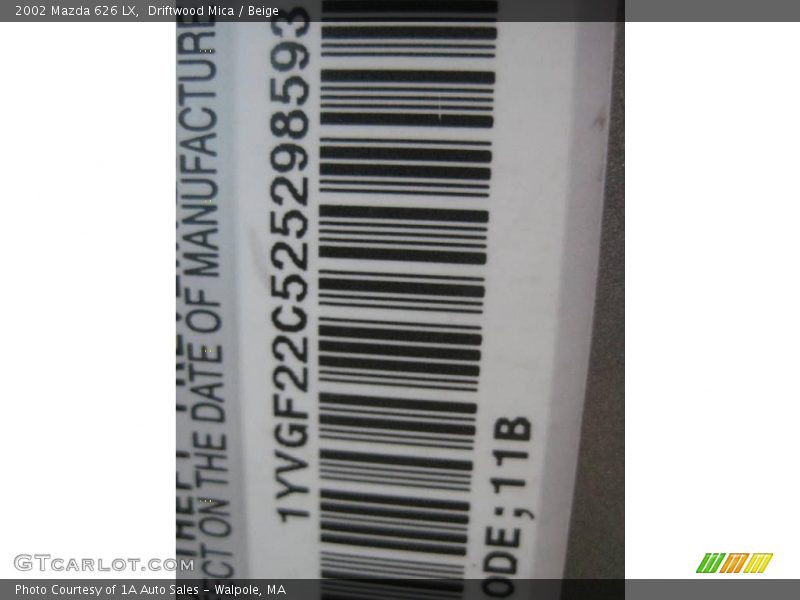 2002 Mazda 626 LX,  Driftwood Mica / Beige
ECT ON THE DATE OF MANUFACTURE
1YVGF22C525298593
ODE;11B
GTCARLOT.COM
Photo Courtesy of 1A Auto Sales - Walpole, MA